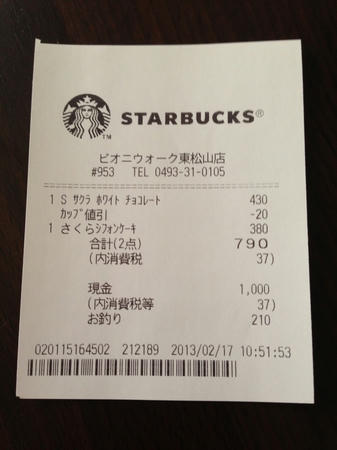 STARBUCKS®
TM
ピオニウォーク東松山店
#953 TEL 0493-31-0105
1 S サクラ ホワイト チョコレート 430
カップ値引 -20
1 さくらシフォンケーキ 380
合計(2点) 790
(内消費税 37)
現金 1,000
(内消費税等 37)
お釣り 210
020115164502 212189 2013/02/17 10:51:53